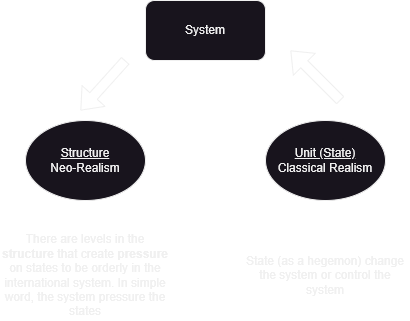 System
Structure
Neo-Realism
Unit (State)
Classical Realism
There are levels in the
structure that create pressure
on states to be orderly in the
international system. In simple
word, the system pressure the
states
State (as a hegemon) change
the system or control the
system